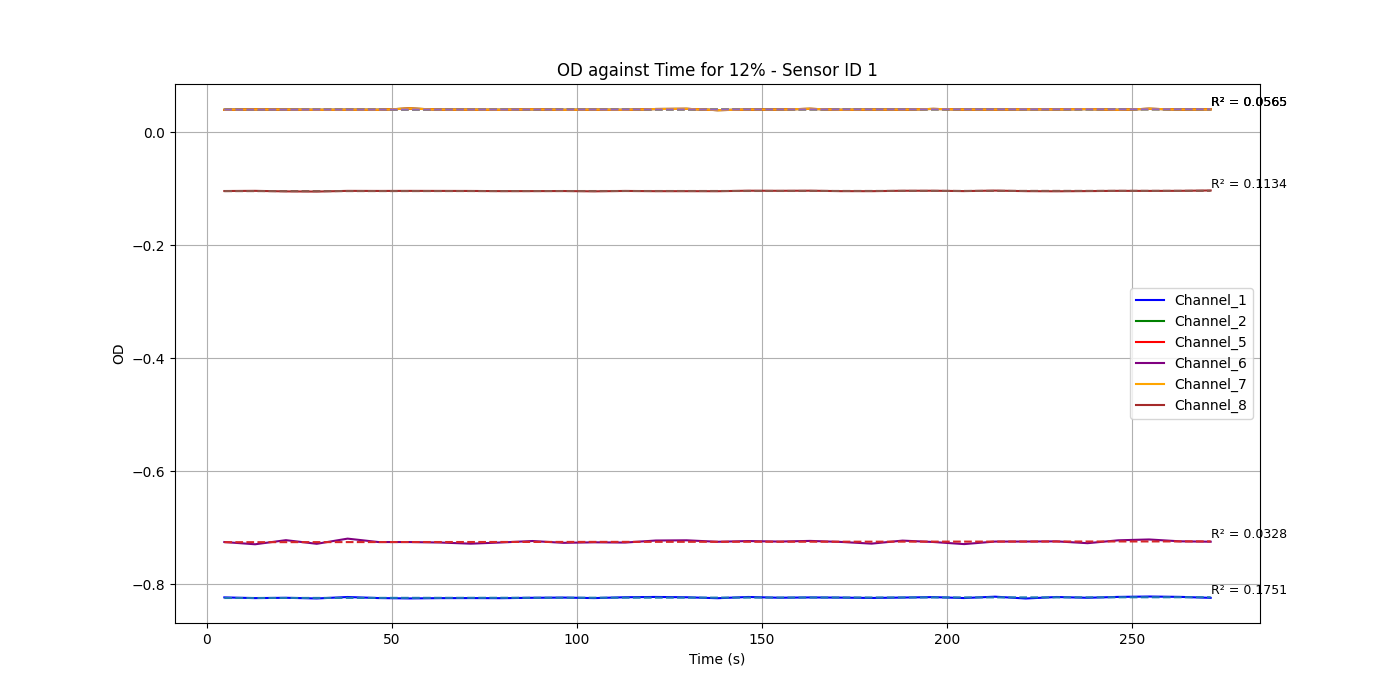 OD against Time for 12% - Sensor ID 1
R² = 0.0565
0.0
R² = 0.1134
−0.2
Channel_1
Channel_2
Channel_5
Channel_6
Channel_7
Channel_8
OD
−0.4
−0.6
R² = 0.0328
−0.8
R² = 0.1751
0 50 100 150 200 250
Time (s)